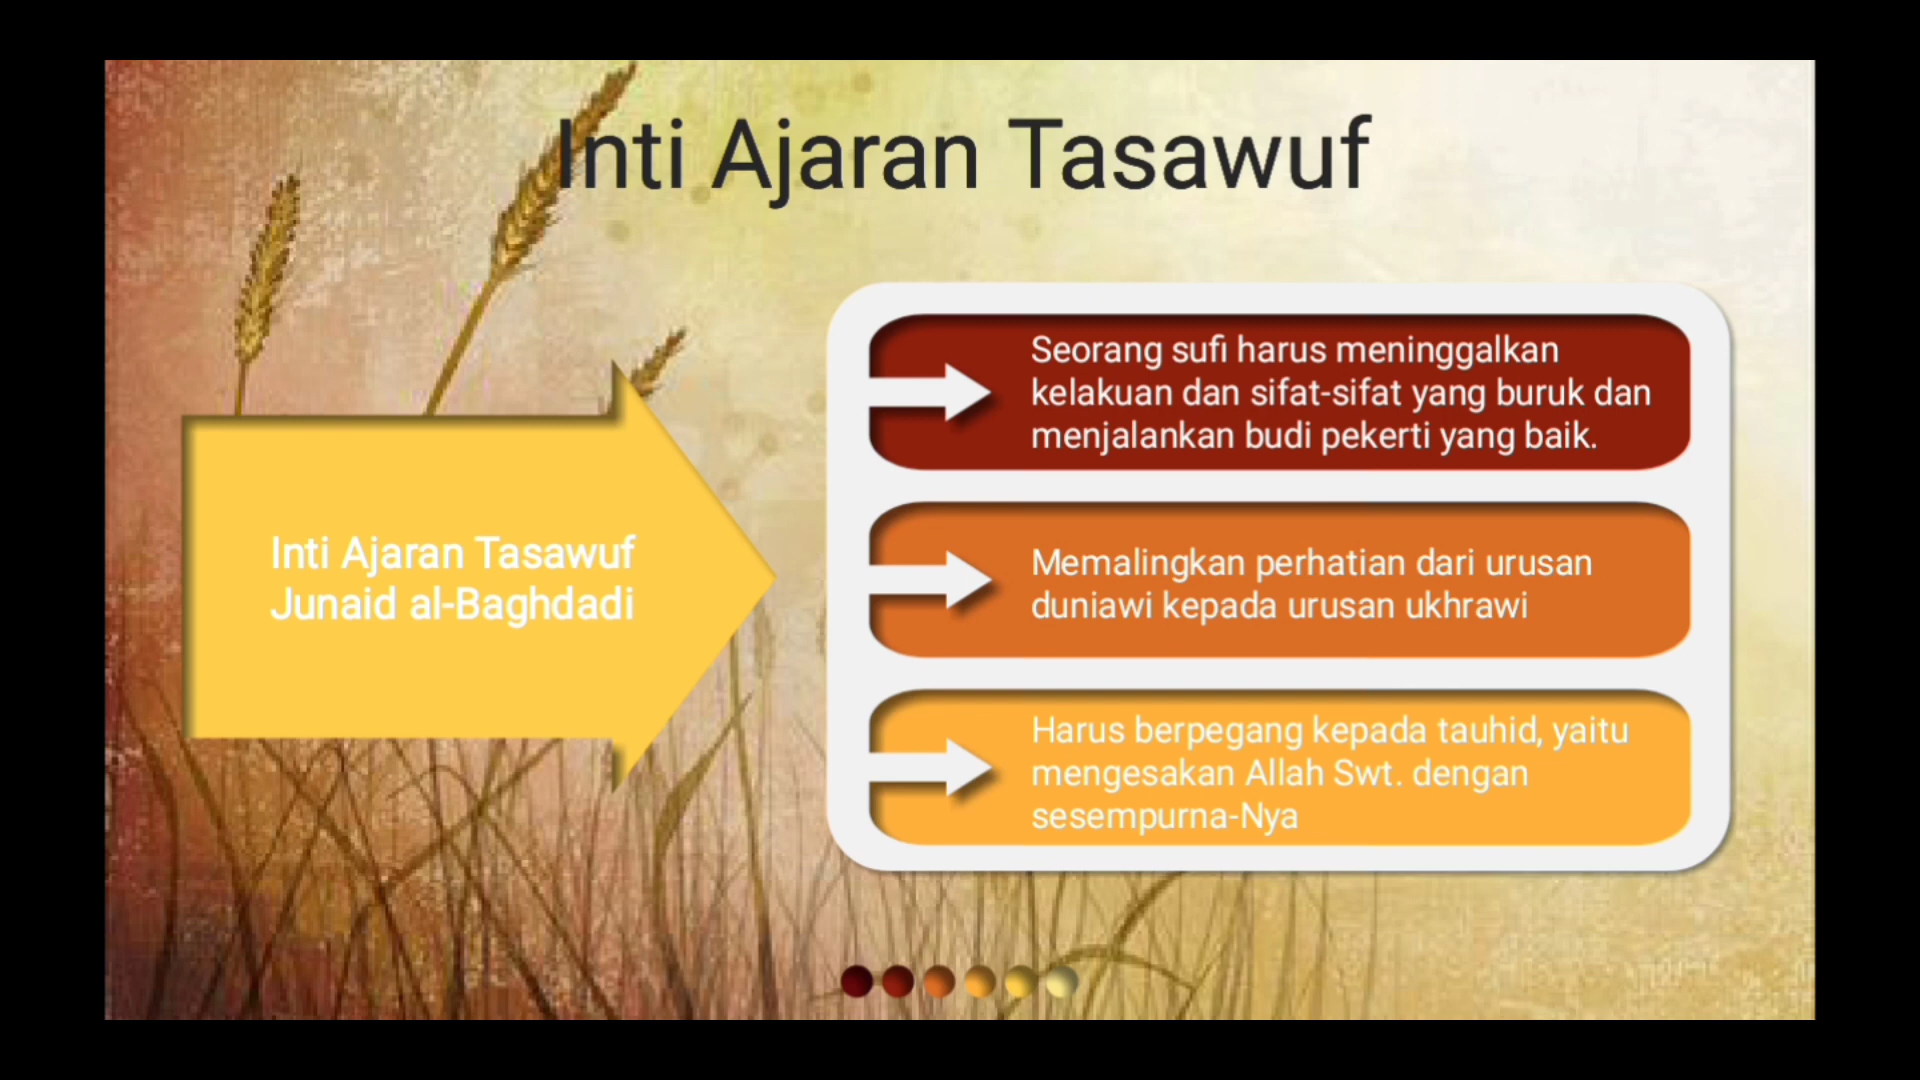 Inti Ajaran Tasawuf
Inti Ajaran Tasawuf
Junaid al-Baghdadi
Seorang sufi harus meninggalkan
kelakuan dan sifat-sifat yang buruk dan
menjalankan budi pekerti yang baik.
Memalingkan perhatian dari urusan
duniawi kepada urusan ukhrawi
Harus berpegang kepada tauhid, yaitu
mengesakan Allah Swt. dengan
sesempurna-Nya